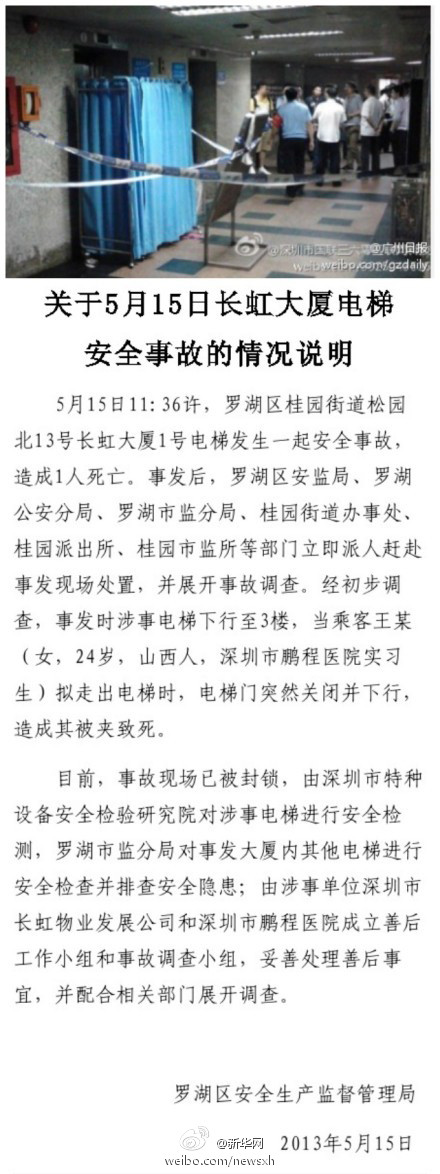 @深圳市王联二六粤
@广州日报
weibo.com/gzdaily
关于5月15日长虹大厦电梯
安全事故的情况说明
5月15日11:36许，罗湖区桂园街道松园
北13号长虹大厦1号电梯发生一起安全事故，
造成1人死亡。事发后，罗湖区安监局、罗湖
公安分局、罗湖市监分局、桂园街道办事处、
桂园派出所、桂园市监所等部门立即派人赶赴
事发现场处置，并展开事故调查。经初步调
查，事发时涉事电梯下行至3楼，当乘客王某
（女，24岁，山西人，深圳市鹏程医院实习
生）拟走出电梯时，电梯门突然关闭并下行，
造成其被夹致死。
目前，事故现场已被封锁，由深圳市特种
设备安全检验研究院对涉事电梯进行安全检
测，罗湖市监分局对事发大厦内其他电梯进行
安全检查并排查安全隐患；由涉事单位深圳市
长虹物业发展公司和深圳市鹏程医院成立善后
工作小组和事故调查小组，妥善处理善后事
宜，并配合相关部门展开调查。
罗湖区安全生产监督管理局
2013年5月15日
@新华网
weibo.com/newsxh